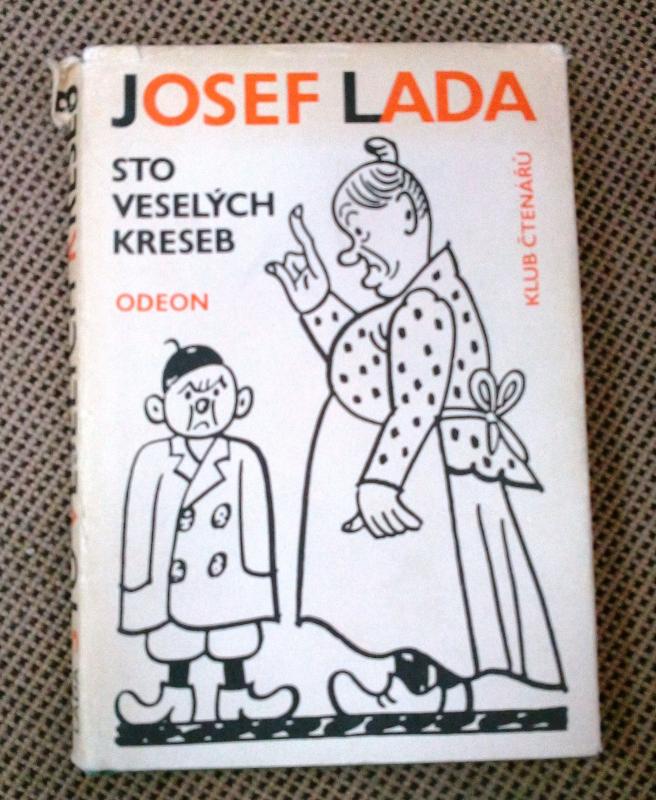 JOSEF LADA
STO
VESELÝCH
KRESEB
ODEON
KLUB ČTENÁŘŮ